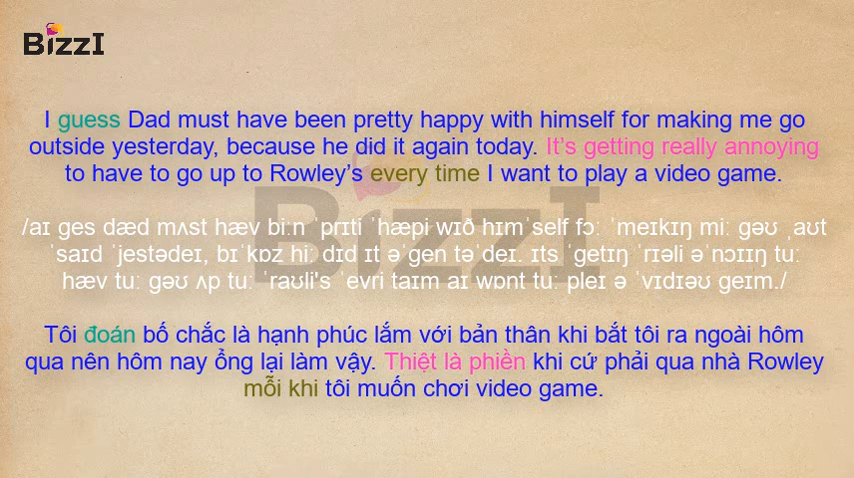 BizzI
I guess Dad must have been pretty happy with himself for making me go
outside yesterday, because he did it again today. It's getting really annoying
to have to go up to Rowley’s every time I want to play a video game.
BizzI
/aɪ ges dæd mʌst hæv biːn ˈprɪti ˈhæpi wɪð hɪmˈself fɔː ˈmeɪkɪŋ miː gəʊ ˌaʊt
ˈsaɪd ˈjestədeɪ, bɪˈkɒz hiː dɪd ɪt əˈgen təˈdeɪ. ɪts ˈgetɪŋ ˈrɪəli əˈnɔɪɪŋ tuː
hæv tuː gəʊ ʌp tuː ˈraʊli's ˈevri taɪm aɪ wɒnt tuː pleɪ ə ˈvɪdɪəʊ geɪm./
Tôi đoán bố chắc là hạnh phúc lắm với bản thân khi bắt tôi ra ngoài hôm
qua nên hôm nay ổng lại làm vậy. Thiệt là phiền khi cứ phải qua nhà Rowley
mỗi khi tôi muốn chơi video game.